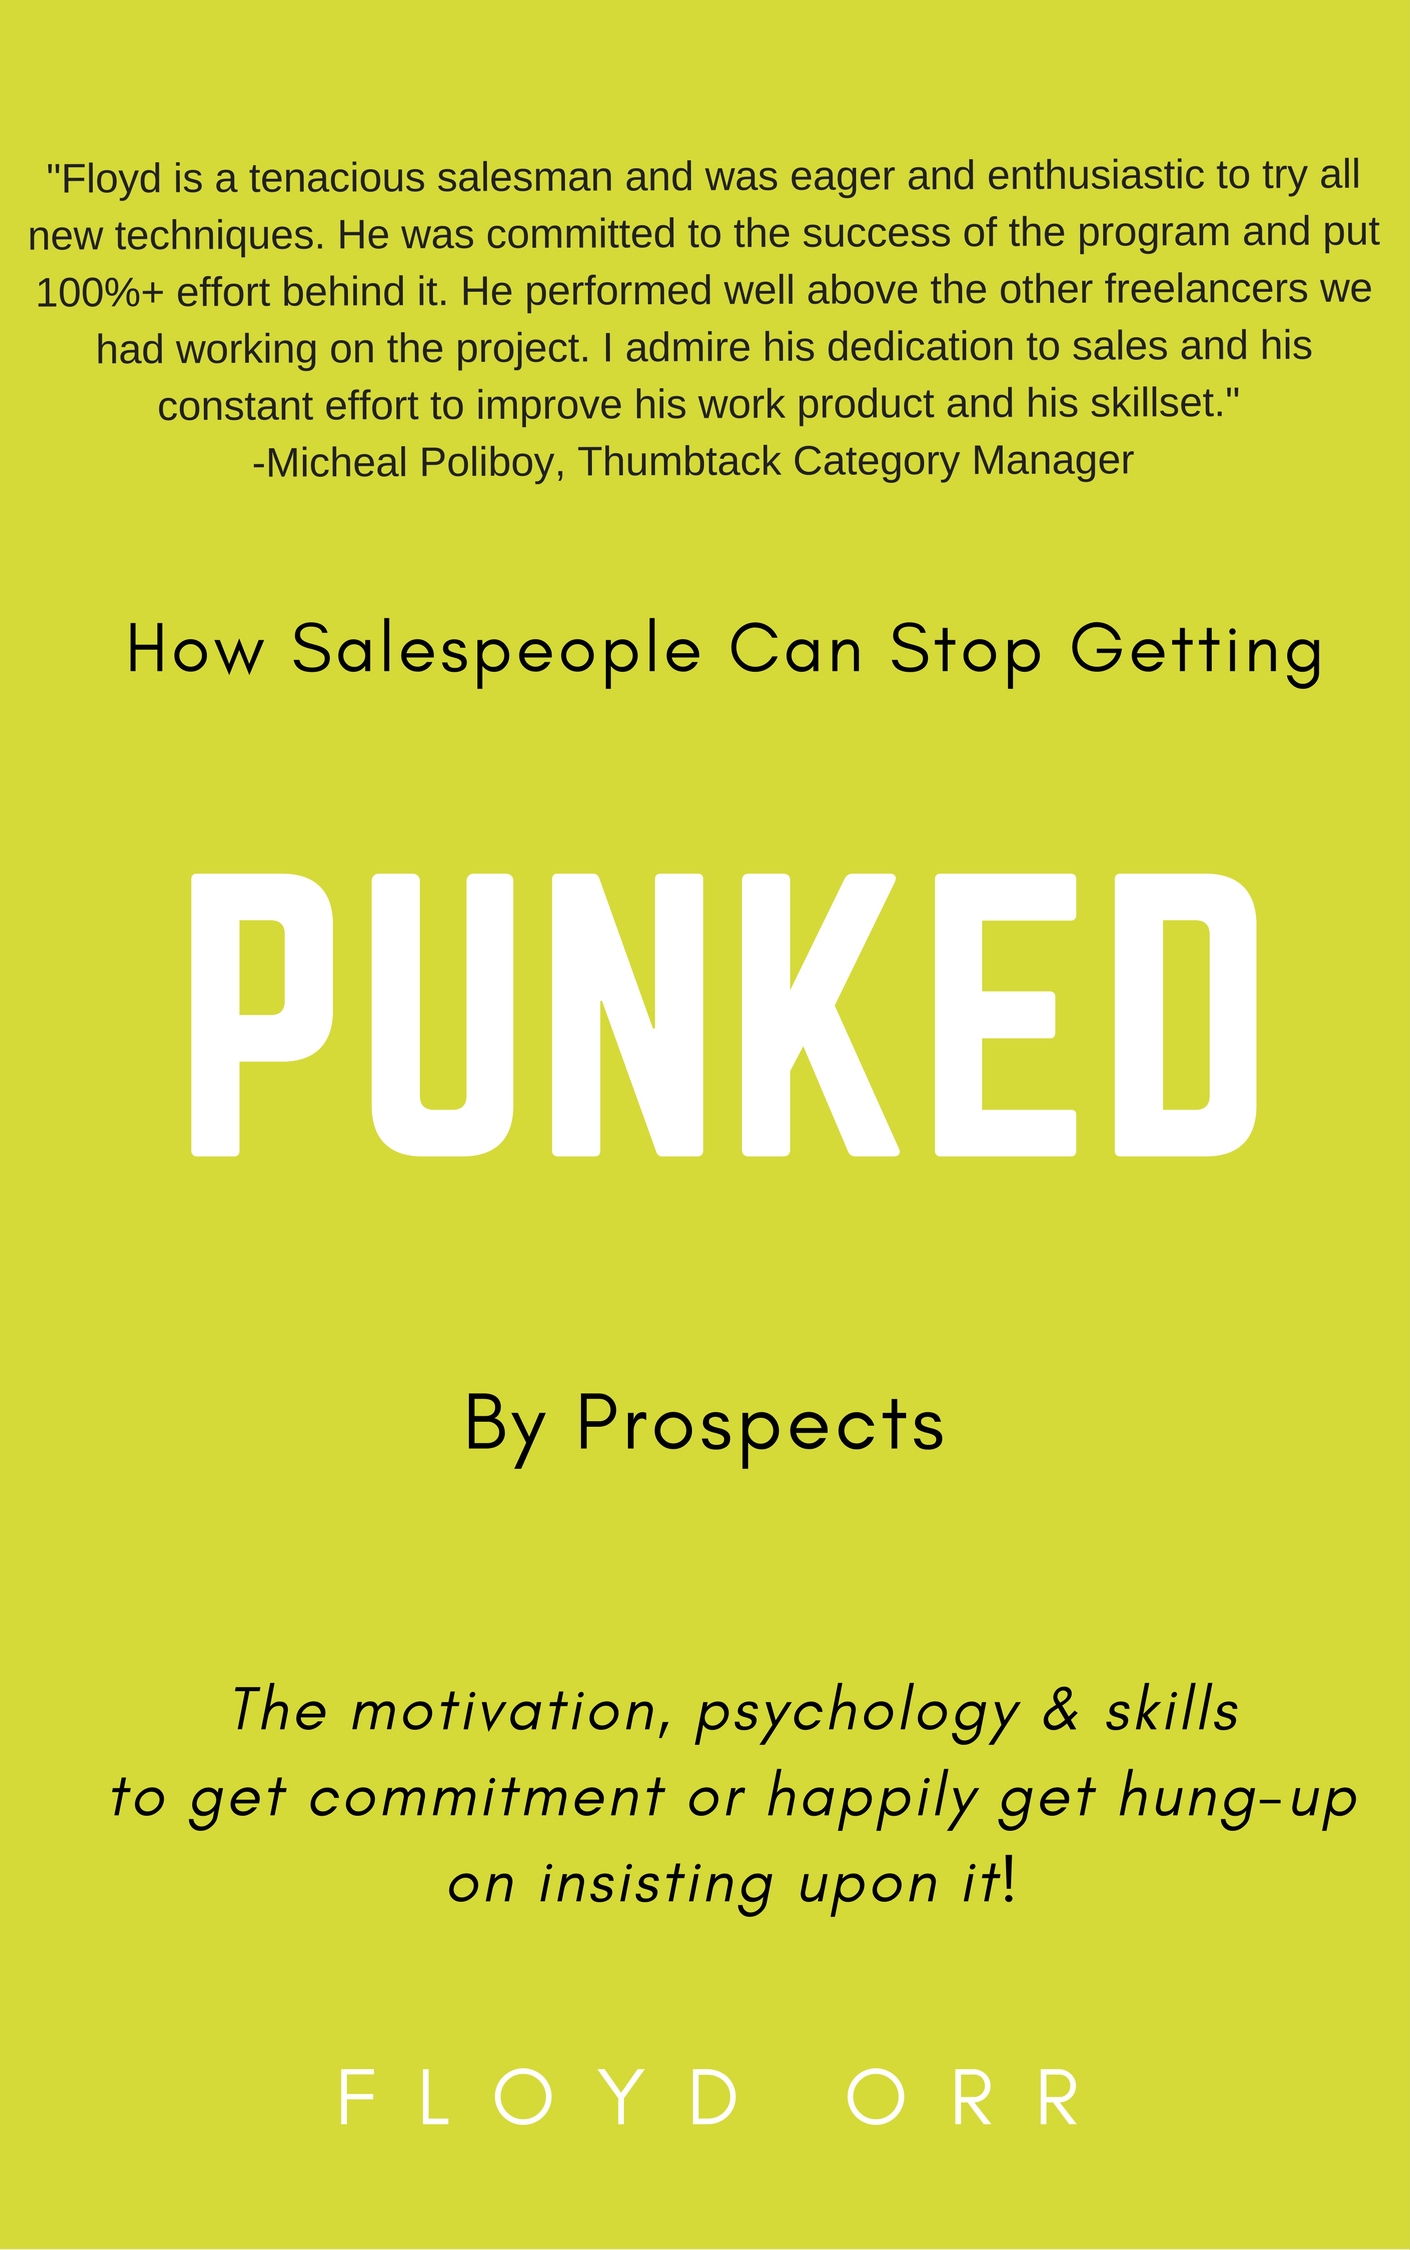 "Floyd is a tenacious salesman and was eager and enthusiastic to try all
new techniques. He was committed to the success of the program and put
100%+ effort behind it. He performed well above the other freelancers we
had working on the project. I admire his dedication to sales and his
constant effort to improve his work product and his skillset."
-Micheal Poliboy, Thumbtack Category Manager
How Salespeople Can Stop Getting
PUNKED
By Prospects
The motivation, psychology & skills
to get commitment or happily get hung-up
on insisting upon it!
FLOYD ORR